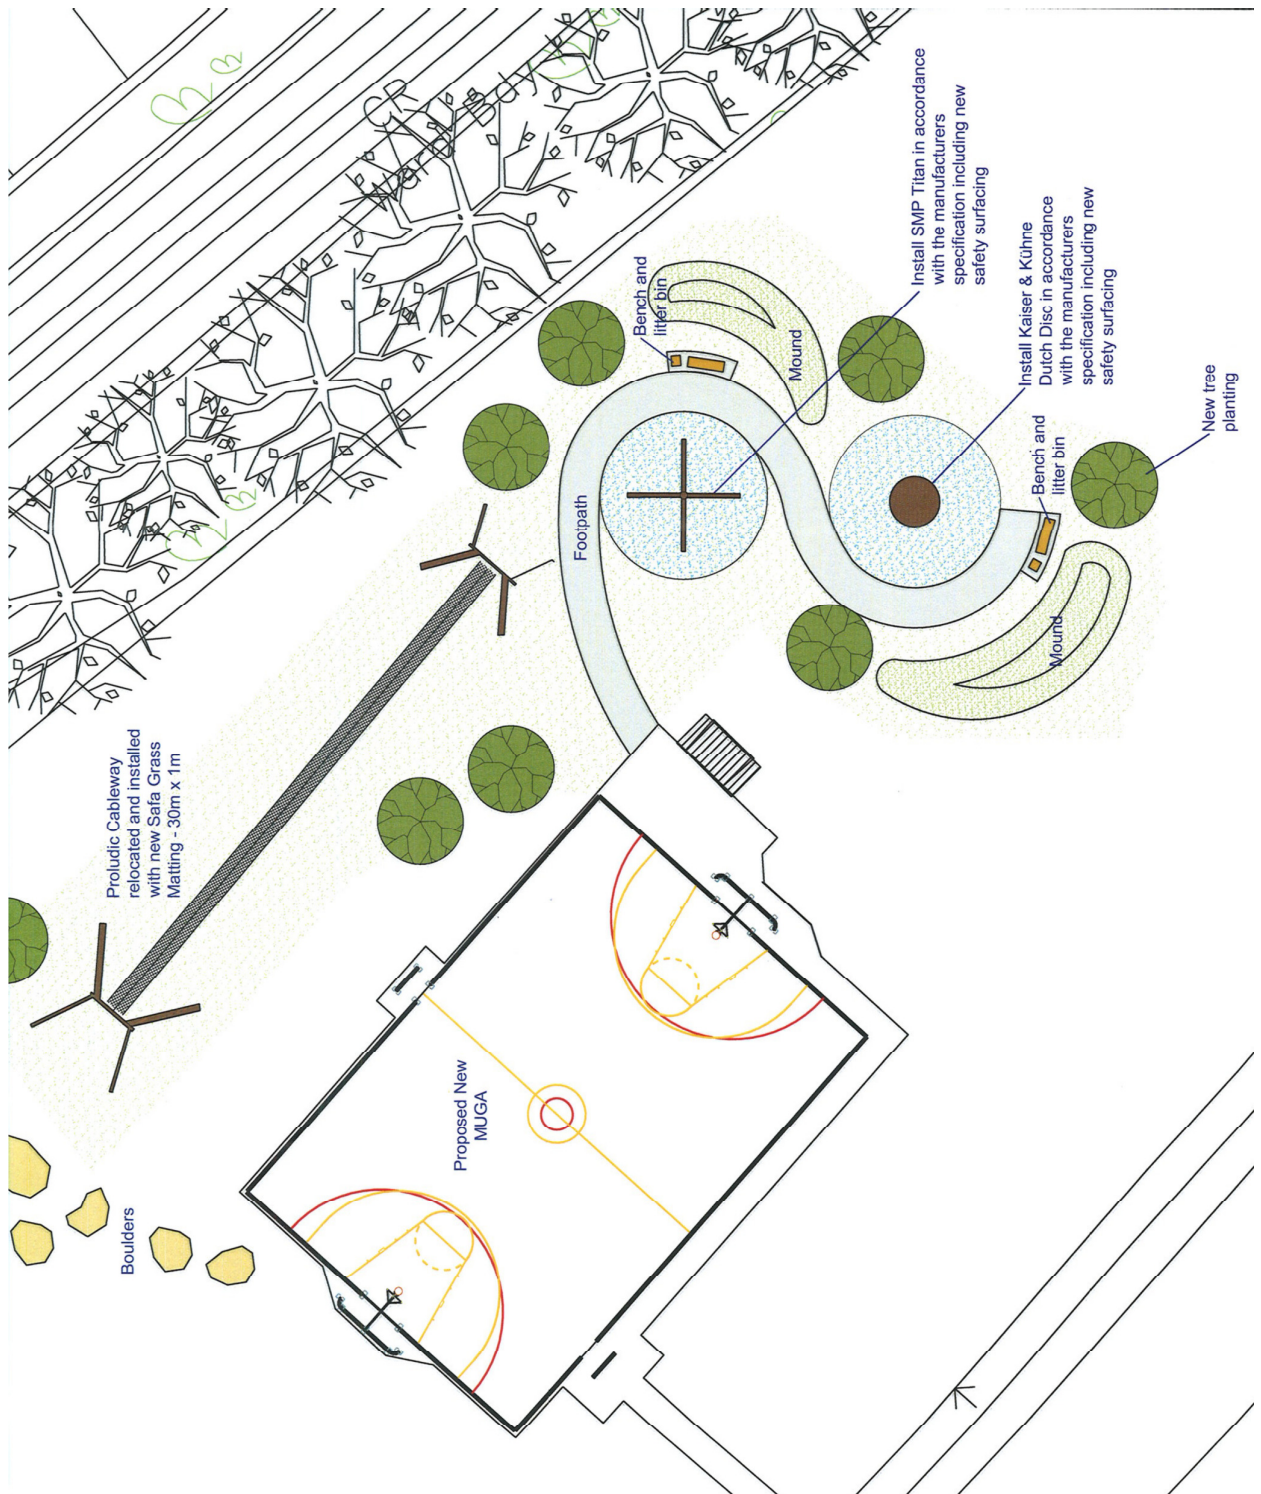 Proludic Cableway
relocated and installed
with new Safa Grass
Matting - 30m x 1m
Boulders
Proposed New
MUGA
Footpath
Bench and
litter bin
Mound
Install SMP Titan in accordance
with the manufacturers
specification including new
safety surfacing
Install Kaiser & Kühne
Dutch Disc in accordance
with the manufacturers
specification including new
safety surfacing
Bench and
litter bin
Mound
New tree
planting